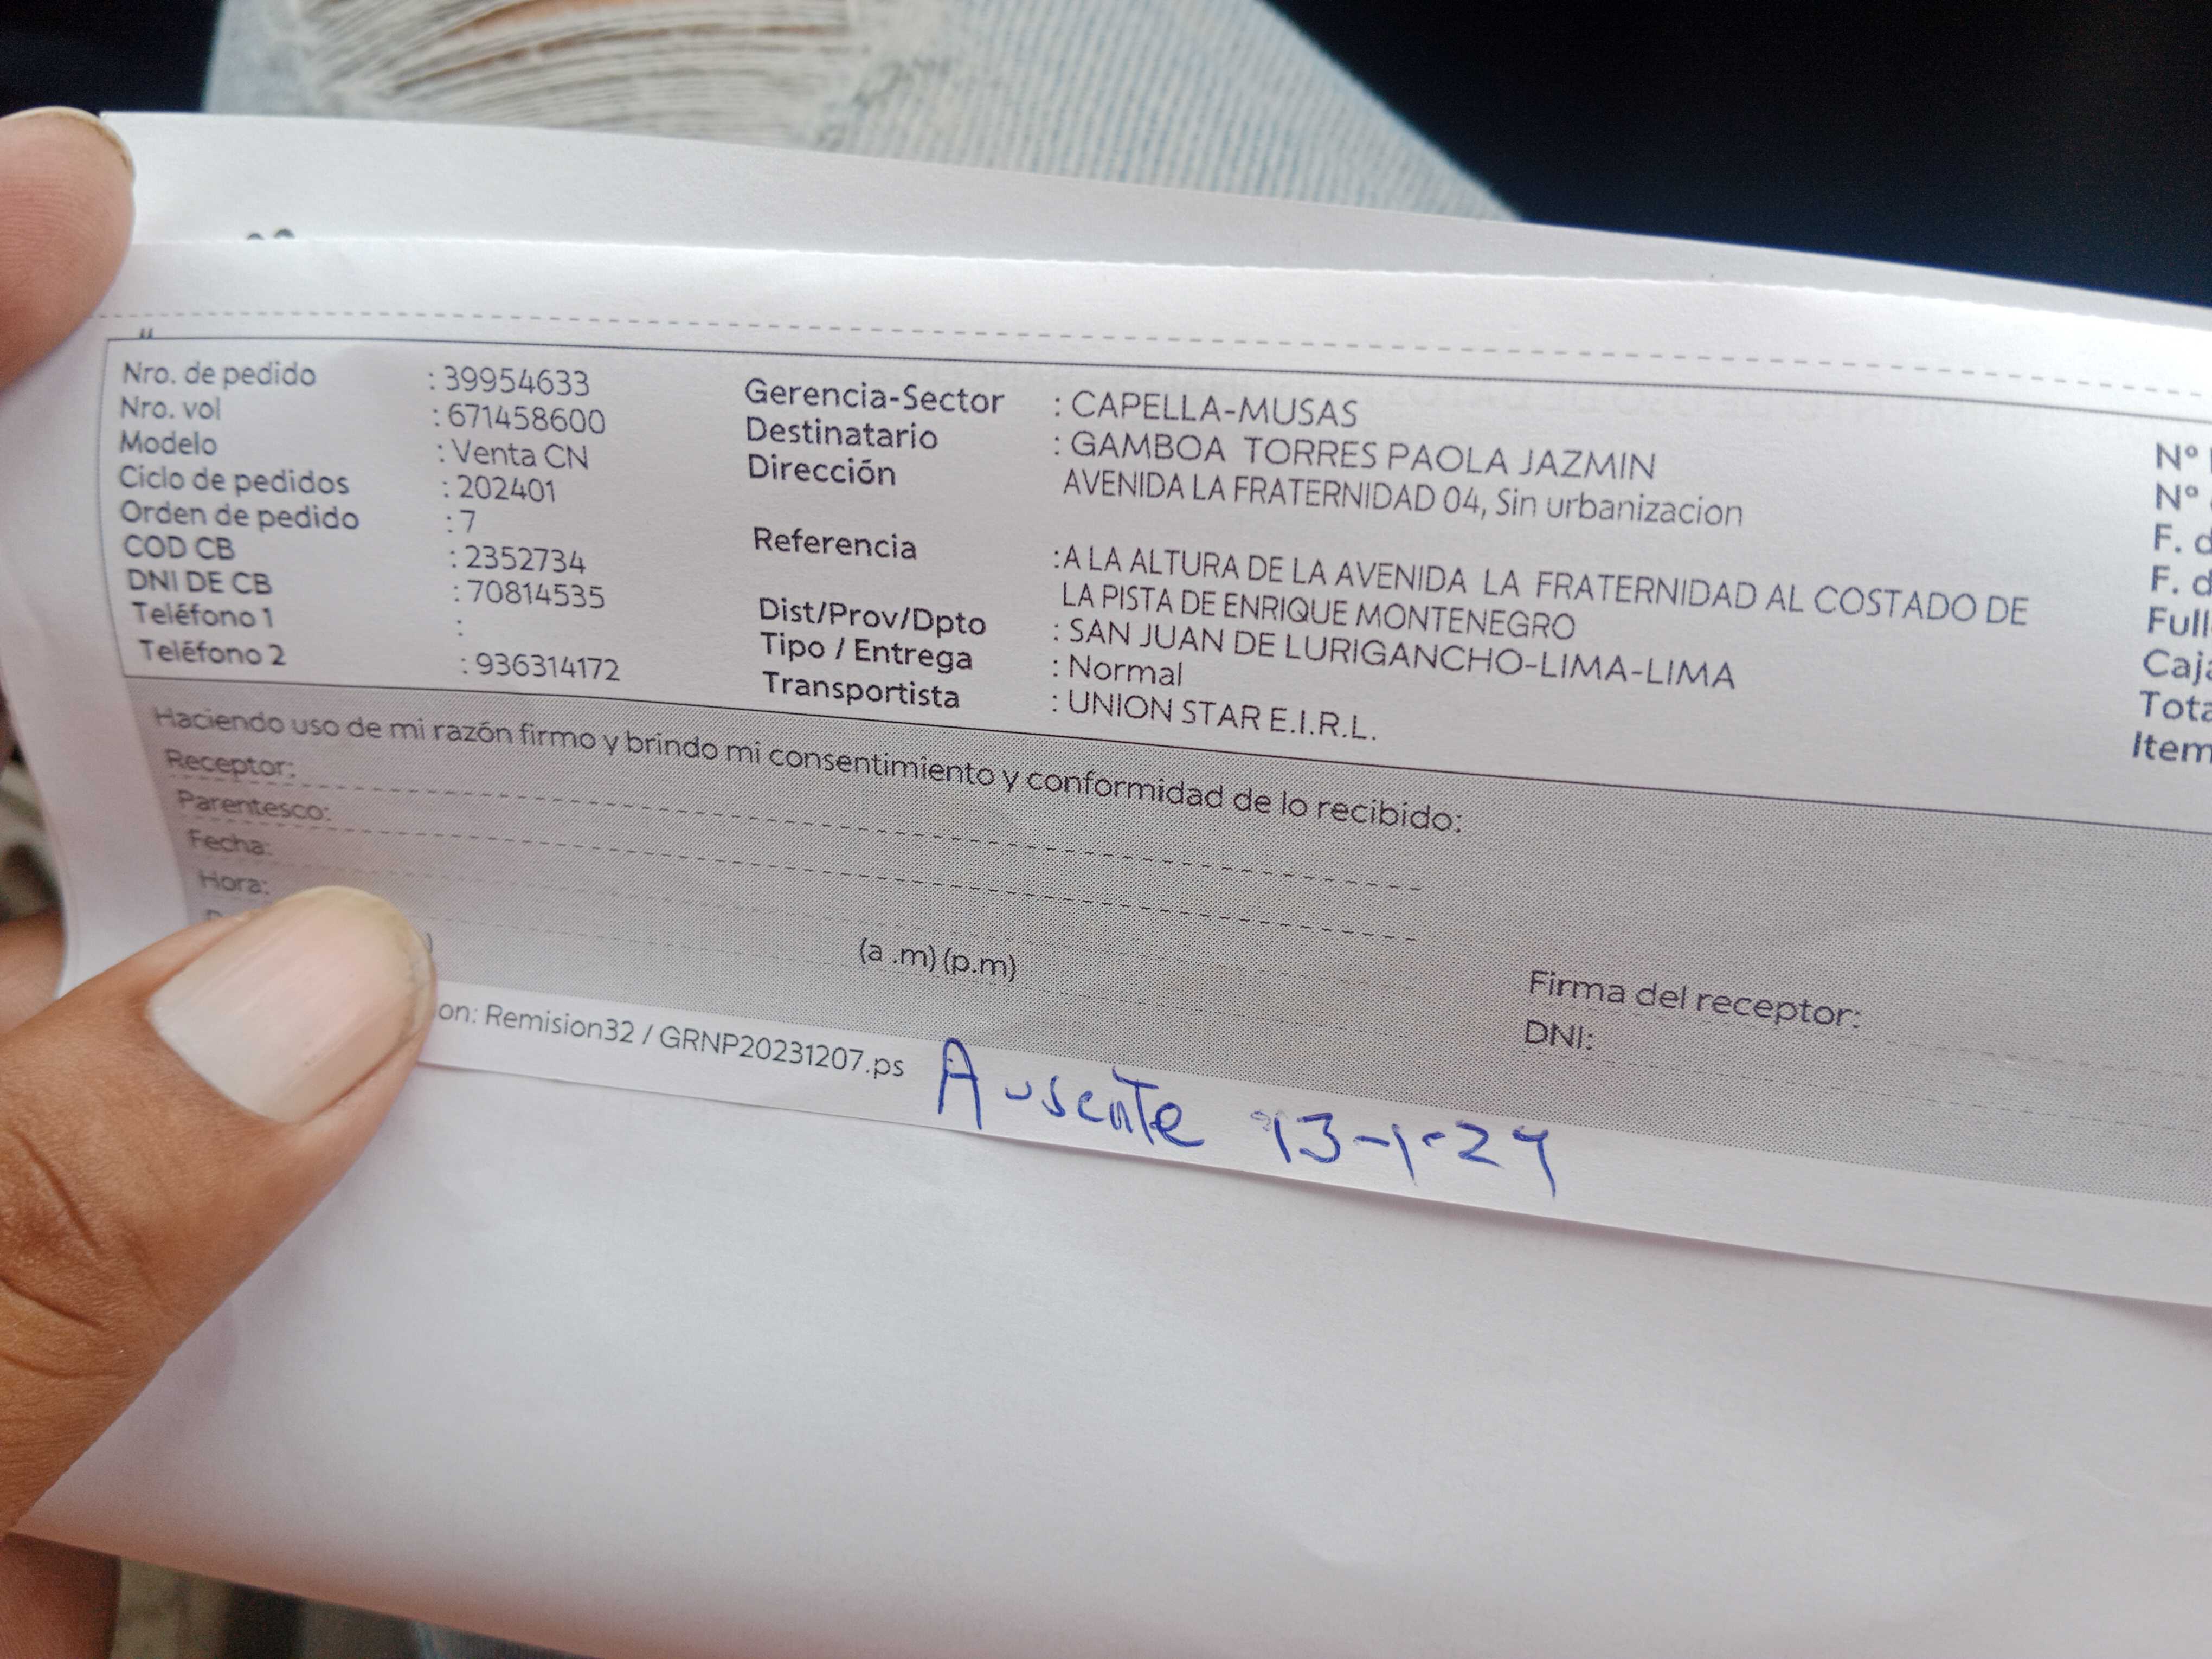 Nro. de pedido : 39954633
Nro. vol : 671458600
Modelo : Venta CN
Ciclo de pedidos : 202401
Orden de pedido : 7
COD CB : 2352734
DNI DE CB : 70814535
Teléfono 1 :
Teléfono 2 : 936314172
Gerencia-Sector : CAPELLA-MUSAS
Destinatario : GAMBOA TORRES PAOLA JAZMIN
Dirección AVENIDA LA FRATERNIDAD 04, Sin urbanizacion
Referencia :A LA ALTURA DE LA AVENIDA LA FRATERNIDAD AL COSTADO DE
LA PISTA DE ENRIQUE MONTENEGRO
Dist/Prov/Dpto : SAN JUAN DE LURIGANCHO-LIMA-LIMA
Tipo / Entrega : Normal
Transportista : UNION STAR E.I.R.L.
N°
N°
F. d
F. d
Full
Caja
Tota
Item
Haciendo uso de mi razón firmo y brindo mi consentimiento y conformidad de lo recibido:
Receptor:
Parentesco:
Fecha:
Hora:
(a .m) (p.m)
Firma del receptor:
DNI:
on: Remision32 / GRNP20231207.ps
Ausente 13-1-24